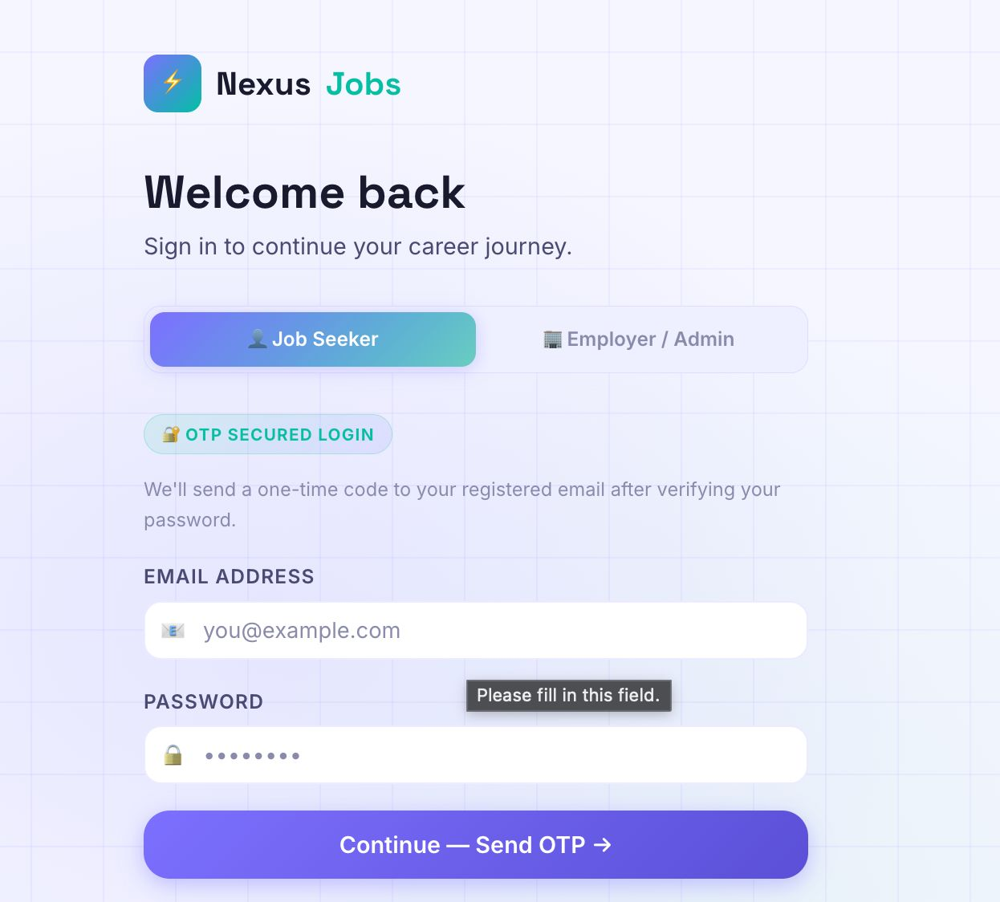 Nexus Jobs
Welcome back
Sign in to continue your career journey.
Job Seeker
Employer / Admin
OTP SECURED LOGIN
We'll send a one-time code to your registered email after verifying your
password.
EMAIL ADDRESS
you@example.com
Please fill in this field.
PASSWORD
••••••••
Continue — Send OTP →